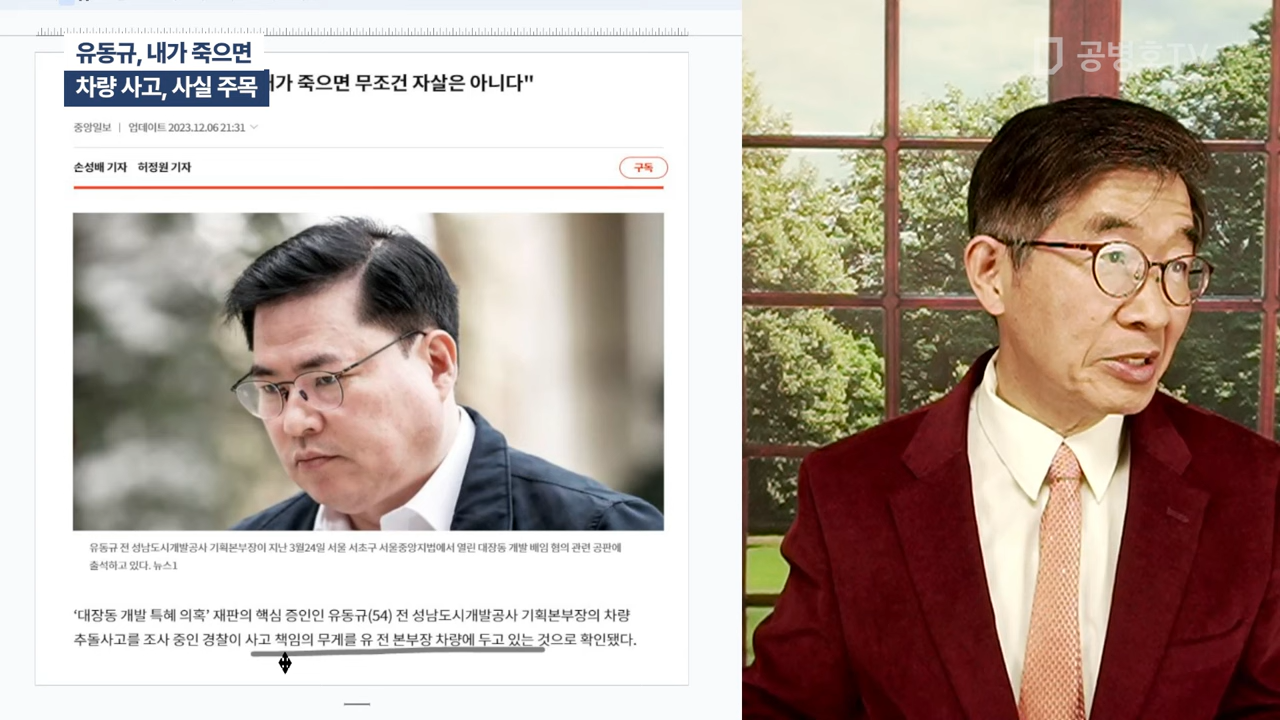 유동규, 내가 죽으면
차량 사고, 사실 주목
가 죽으면 무조건 자살은 아니다"
중앙일보 | 업데이트 2023.12.06 21:31
손성배 기자 허정원 기자
구독
유동규 전 성남도시개발공사 기획본부장이 지난 3월24일 서울 서초구 서울중앙지법에서 열린 대장동 개발 배임 혐의 관련 공판에
출석하고 있다. 뉴스1
‘대장동 개발 특혜 의혹’ 재판의 핵심 증인인 유동규(54) 전 성남도시개발공사 기획본부장의 차량
추돌사고를 조사 중인 경찰이 사고 책임의 무게를 유 전 본부장 차량에 두고 있는 것으로 확인됐다.
공병호TV